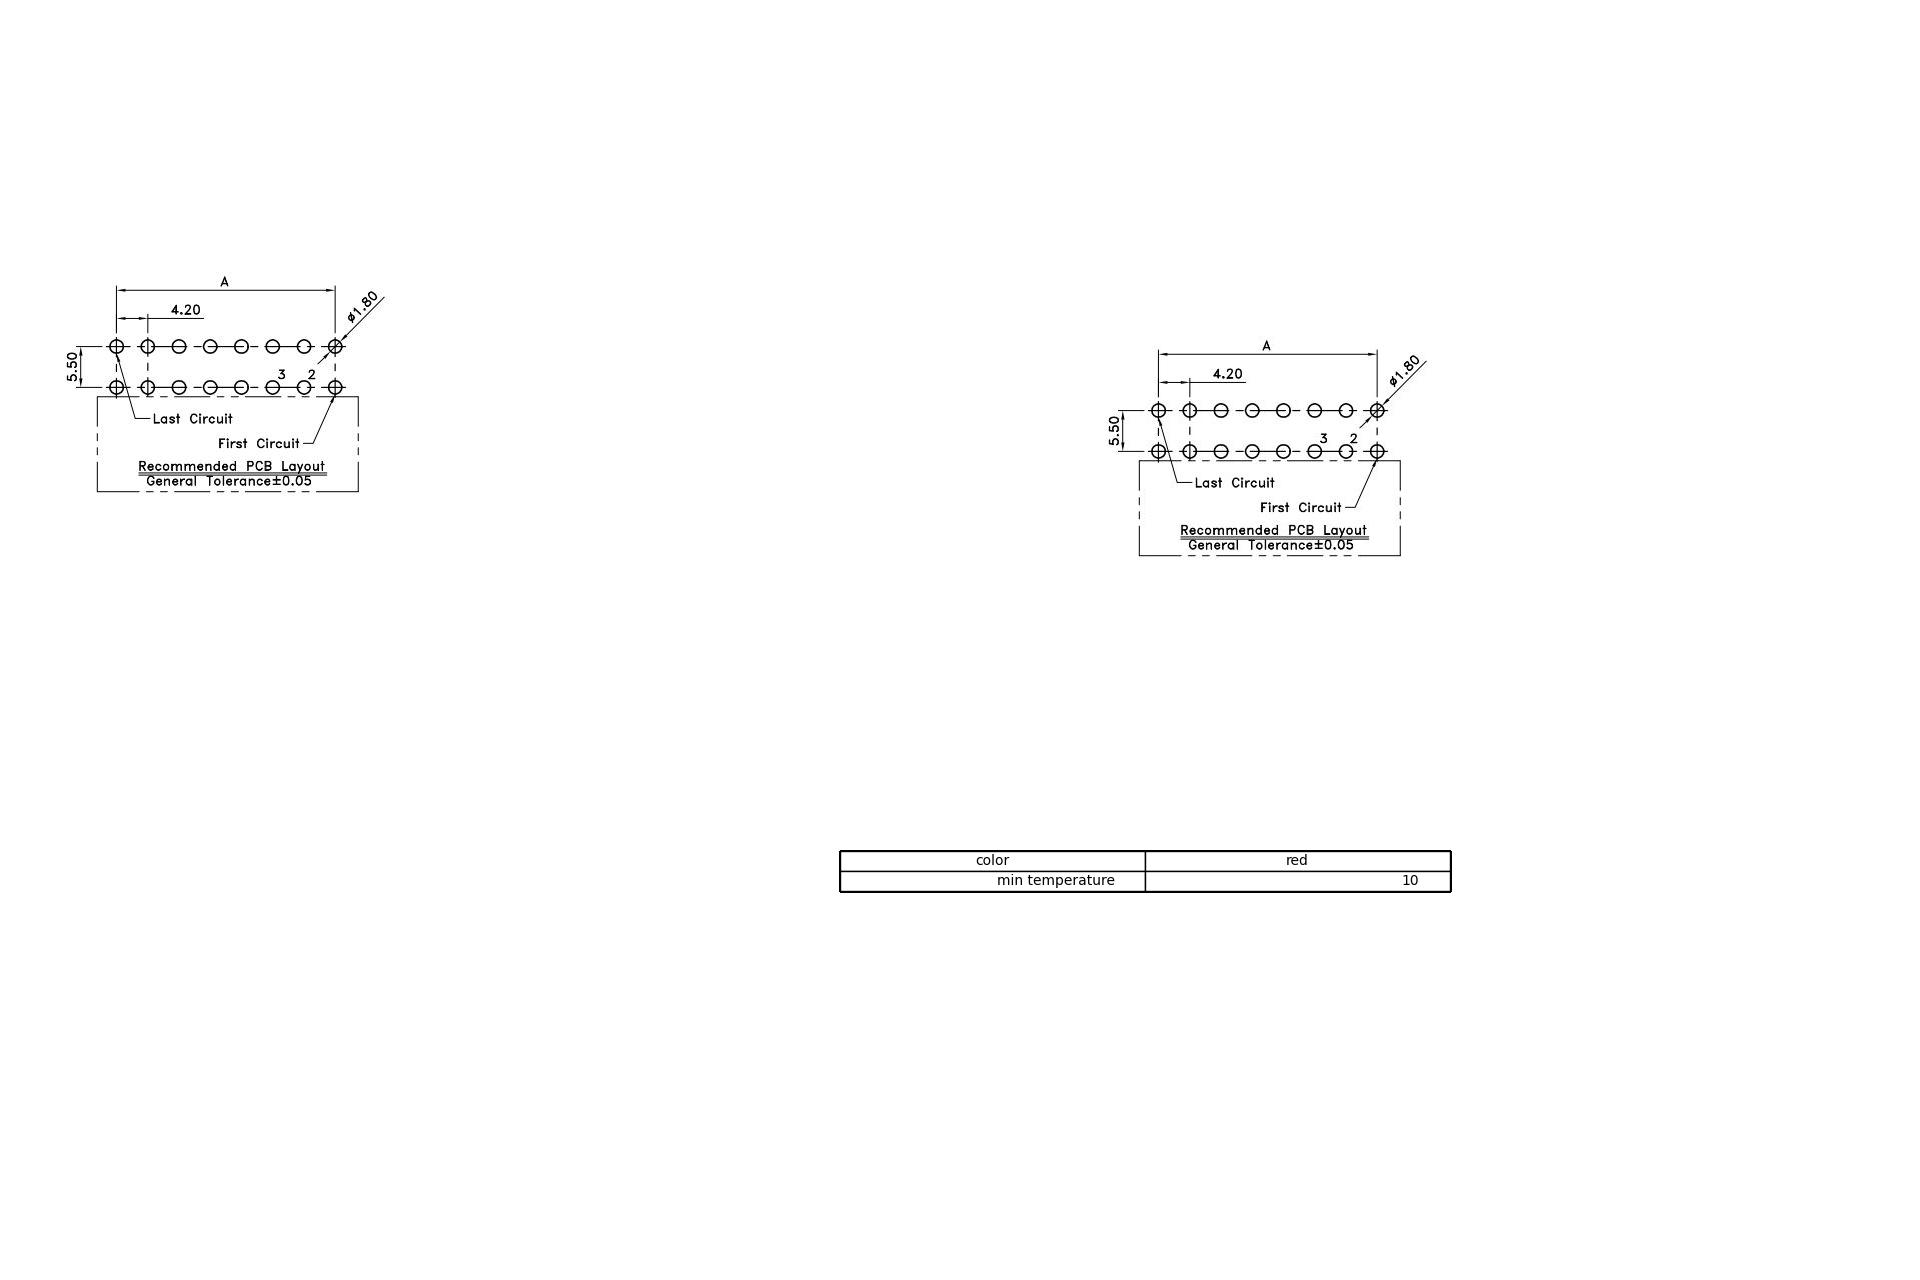 A
4.20
ø1.80
5.50
3 2
Last Circuit
First Circuit
Recommended PCB Layout
General Tolerance±0.05
A
4.20
ø1.80
5.50
3 2
Last Circuit
First Circuit
Recommended PCB Layout
General Tolerance±0.05
color red
min temperature 10